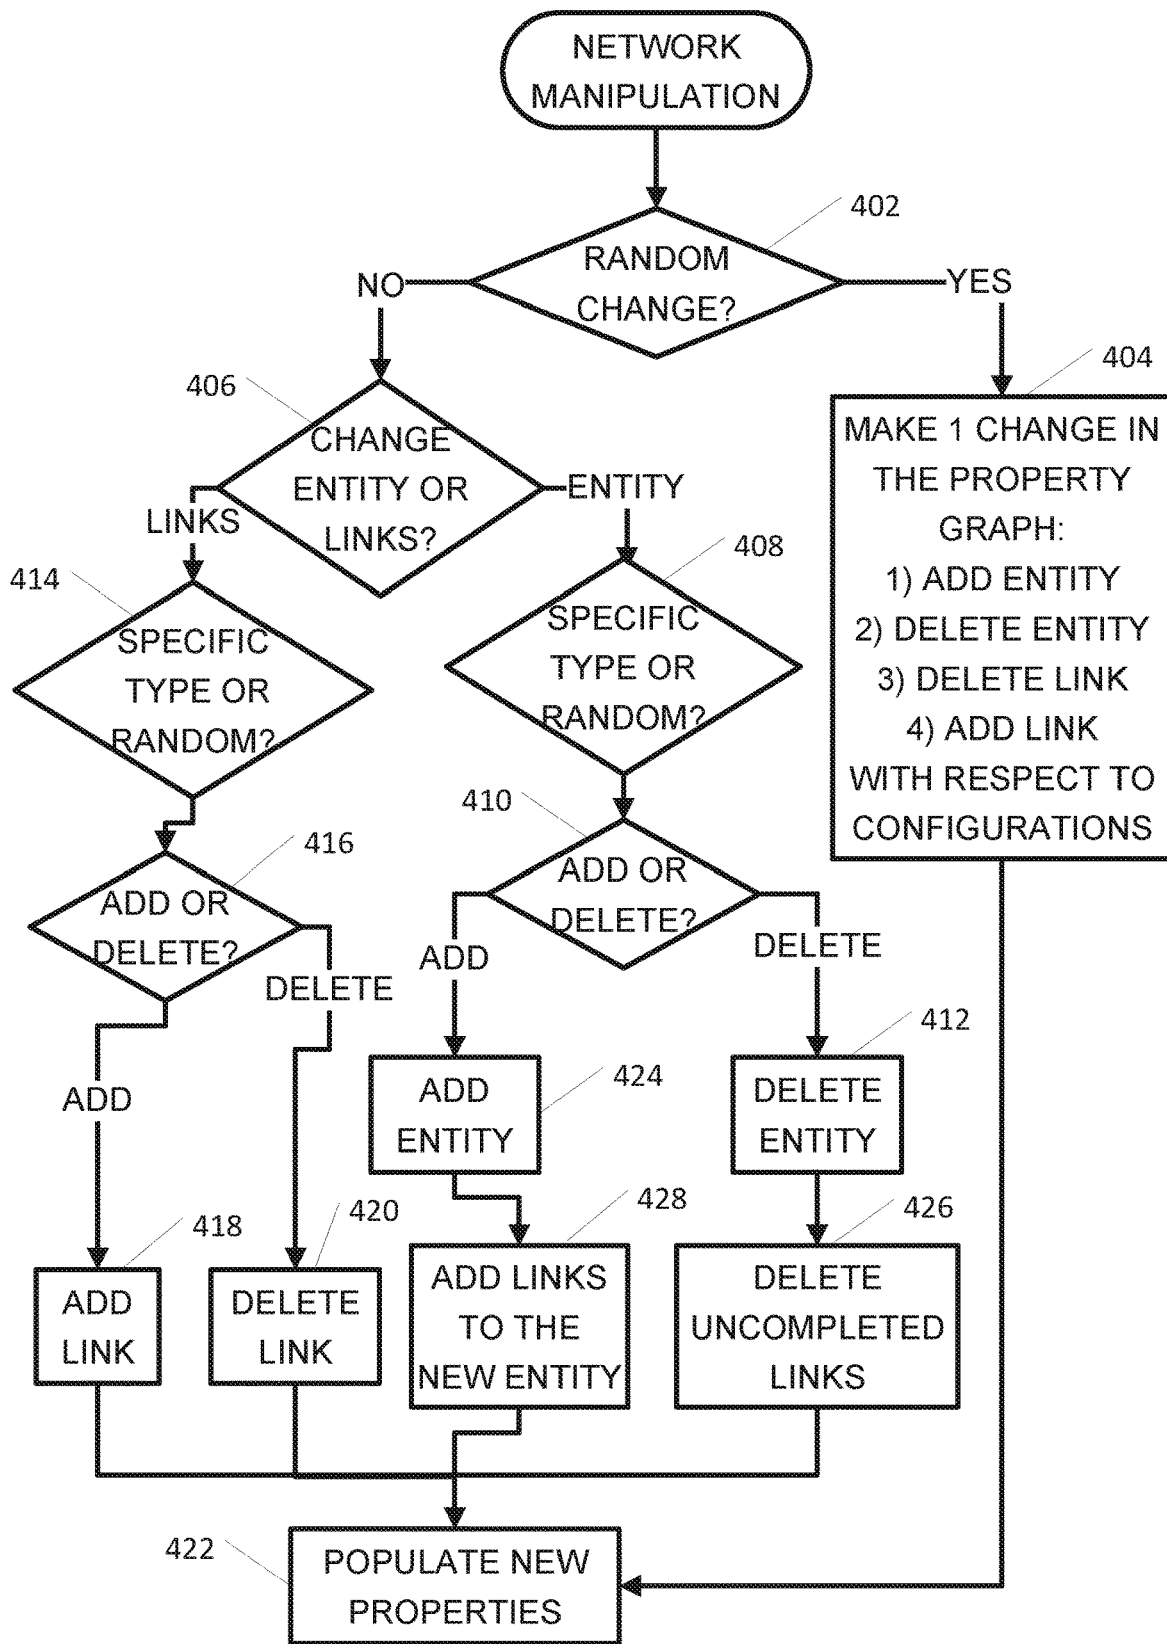 NETWORK
MANIPULATION
402
RANDOM
CHANGE?
NO
YES
404
MAKE 1 CHANGE IN
THE PROPERTY
GRAPH:
1) ADD ENTITY
2) DELETE ENTITY
3) DELETE LINK
4) ADD LINK
WITH RESPECT TO
CONFIGURATIONS
406
CHANGE
ENTITY OR
LINKS?
LINKS
ENTITY
414
SPECIFIC
TYPE OR
RANDOM?
408
SPECIFIC
TYPE OR
RANDOM?
416
ADD OR
DELETE?
410
ADD OR
DELETE?
ADD
DELETE
ADD
DELETE
424
ADD
ENTITY
412
DELETE
ENTITY
418
ADD
LINK
420
DELETE
LINK
428
ADD LINKS
TO THE
NEW ENTITY
426
DELETE
UNCOMPLETED
LINKS
422
POPULATE NEW
PROPERTIES